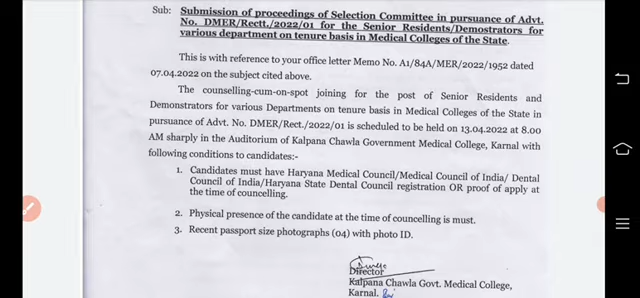 Sub: Submission of proceedings of Selection Committee in pursuance of Advt.
No. DMER/Rectt./2022/01 for the Senior Residents/Demostrators for
various department on tenure basis in Medical Colleges of the State.
This is with reference to your office letter Memo No. A1/84A/MER/2022/1952 dated
07.04.2022 on the subject cited above.
The counselling-cum-on-spot joining for the post of Senior Residents and
Demonstrators for various Departments on tenure basis in Medical Colleges of the State in
pursuance of Advt. No. DMER/Rect./2022/01 is scheduled to be held on 13.04.2022 at 8.00
AM sharply in the Auditorium of Kalpana Chawla Government Medical College, Karnal with
following conditions to candidates:-
1. Candidates must have Haryana Medical Council/Medical Council of India/ Dental
Council of India/Haryana State Dental Council registration OR proof of apply at
the time of councelling.
2. Physical presence of the candidate at the time of councelling is must.
3. Recent passport size photographs (04) with photo ID.
Director
Kalpana Chawla Govt. Medical College,
Karnal.